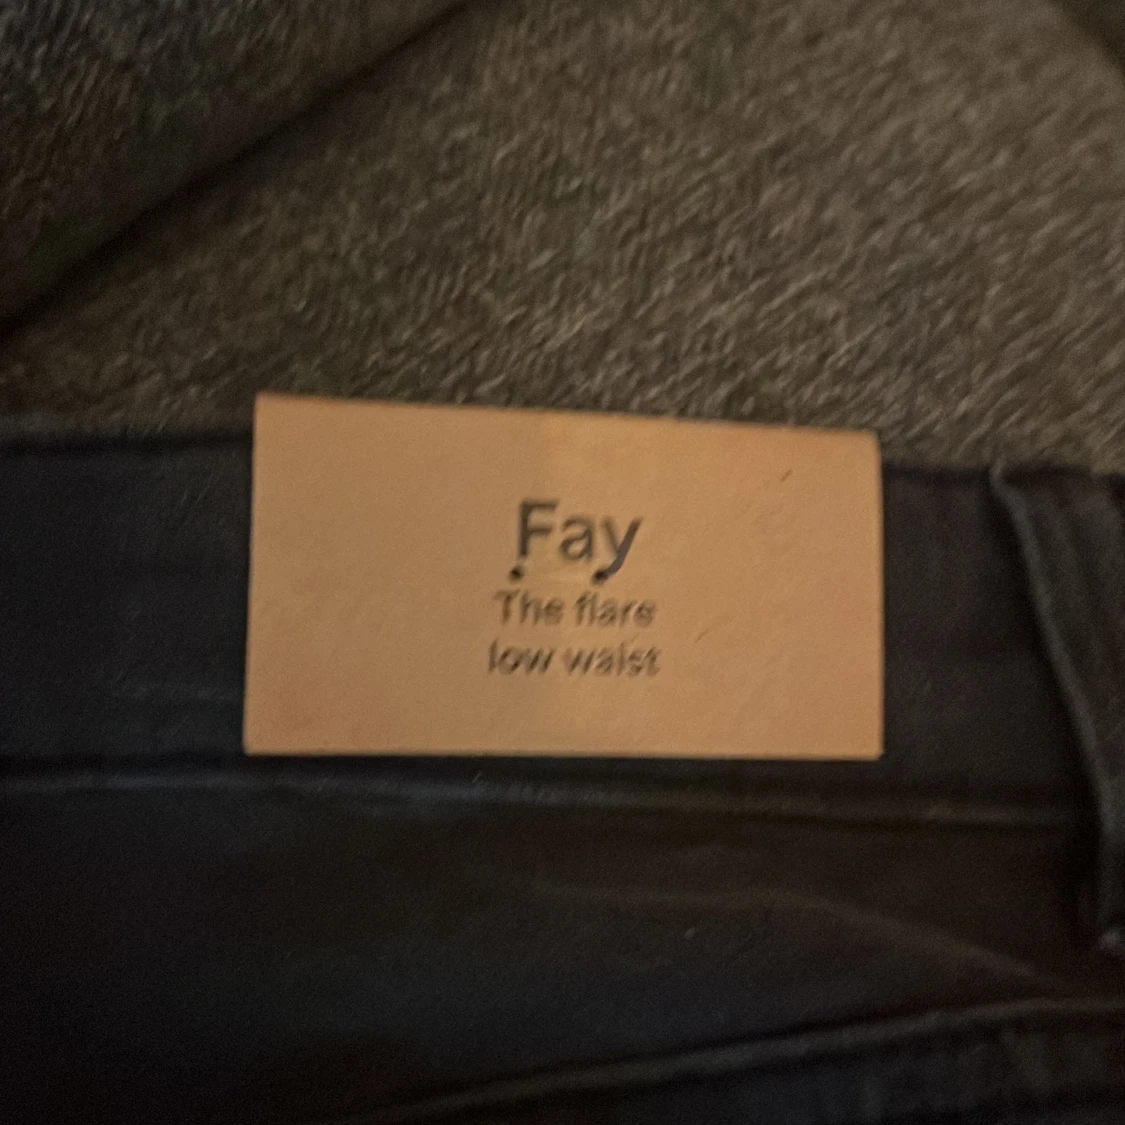 Fay
The flare
low waist